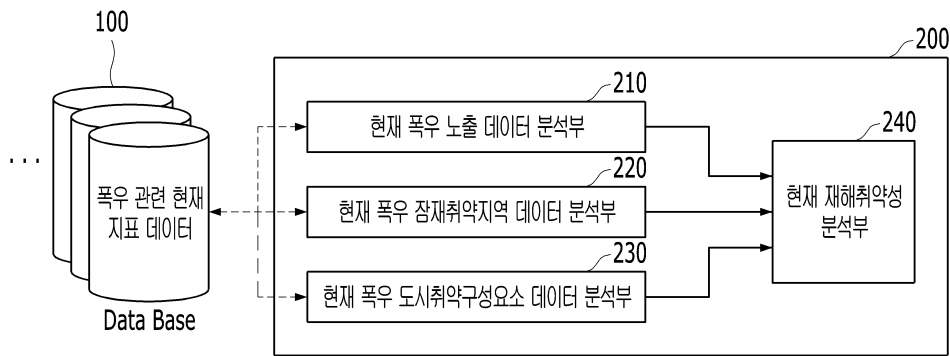 100
200
210
현재 폭우 노출 데이터 분석부
240
...
220
폭우 관련 현재
지표 데이터
현재 폭우 잠재취약지역 데이터 분석부
현재 재해취약성
분석부
230
현재 폭우 도시취약구성요소 데이터 분석부
Data Base